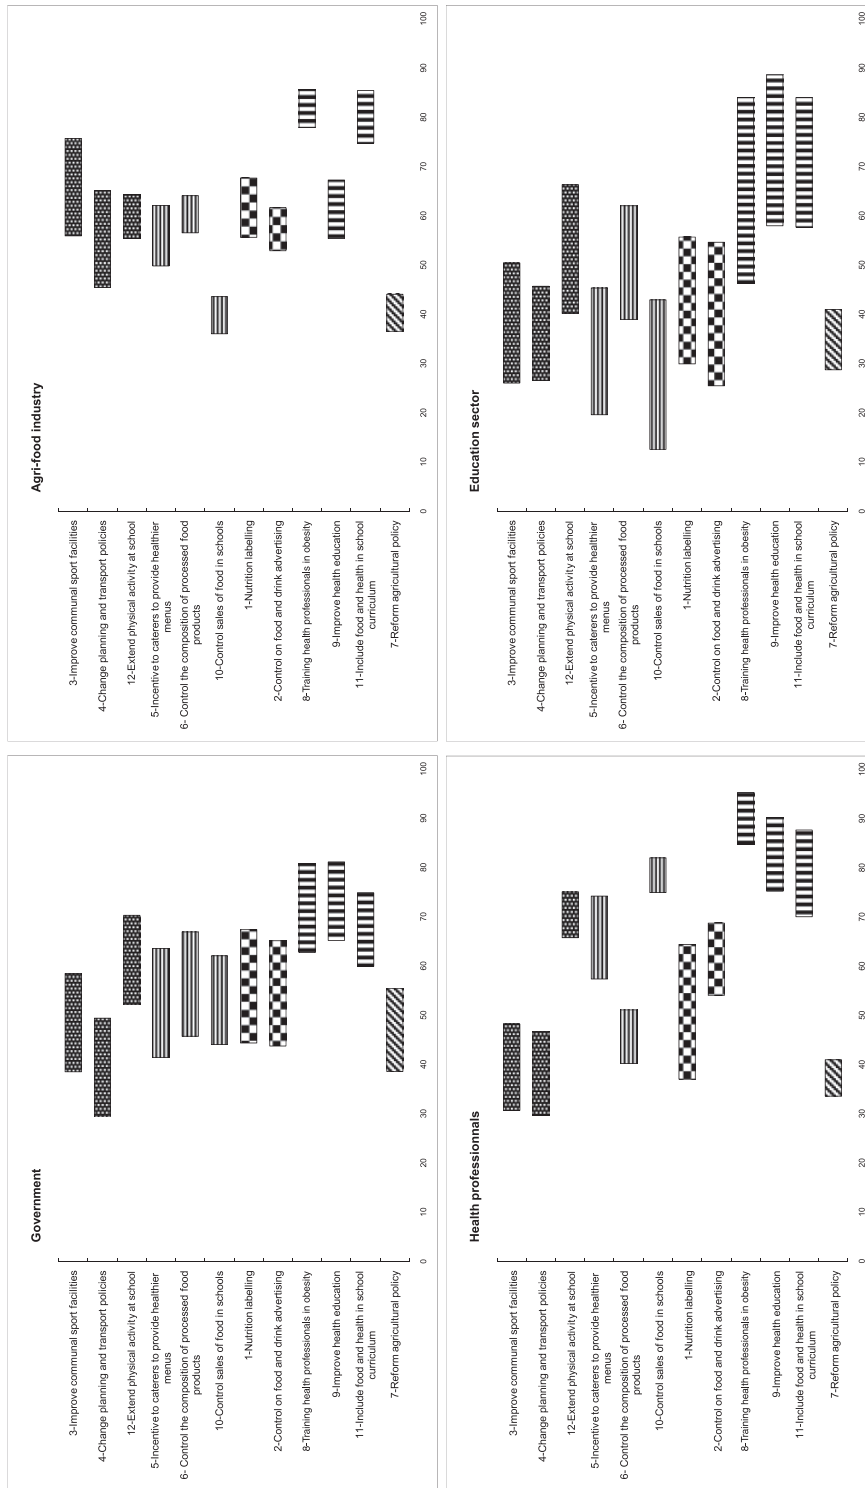 Government
3-Improve communal sport facilities
4-Change planning and transport policies
12-Extend physical activity at school
5-Incentive to caterers to provide healthier
menus
6- Control the composition of processed food
products
10-Control sales of food in schools
1-Nutrition labelling
2-Control on food and drink advertising
8-Training health professionals in obesity
9-Improve health education
11-Include food and health in school
curriculum
7-Reform agricultural policy
0 10 20 30 40 50 60 70 80 90 100
Agri-food industry
3-Improve communal sport facilities
4-Change planning and transport policies
12-Extend physical activity at school
5-Incentive to caterers to provide healthier
menus
6- Control the composition of processed food
products
10-Control sales of food in schools
1-Nutrition labelling
2-Control on food and drink advertising
8-Training health professionals in obesity
9-Improve health education
11-Include food and health in school
curriculum
7-Reform agricultural policy
0 10 20 30 40 50 60 70 80 90 100
Health professionnals
3-Improve communal sport facilities
4-Change planning and transport policies
12-Extend physical activity at school
5-Incentive to caterers to provide healthier
menus
6- Control the composition of processed food
products
10-Control sales of food in schools
1-Nutrition labelling
2-Control on food and drink advertising
8-Training health professionals in obesity
9-Improve health education
11-Include food and health in school
curriculum
7-Reform agricultural policy
0 10 20 30 40 50 60 70 80 90 100
Education sector
3-Improve communal sport facilities
4-Change planning and transport policies
12-Extend physical activity at school
5-Incentive to caterers to provide healthier
menus
6- Control the composition of processed food
products
10-Control sales of food in schools
1-Nutrition labelling
2-Control on food and drink advertising
8-Training health professionals in obesity
9-Improve health education
11-Include food and health in school
curriculum
7-Reform agricultural policy
0 10 20 30 40 50 60 70 80 90 100